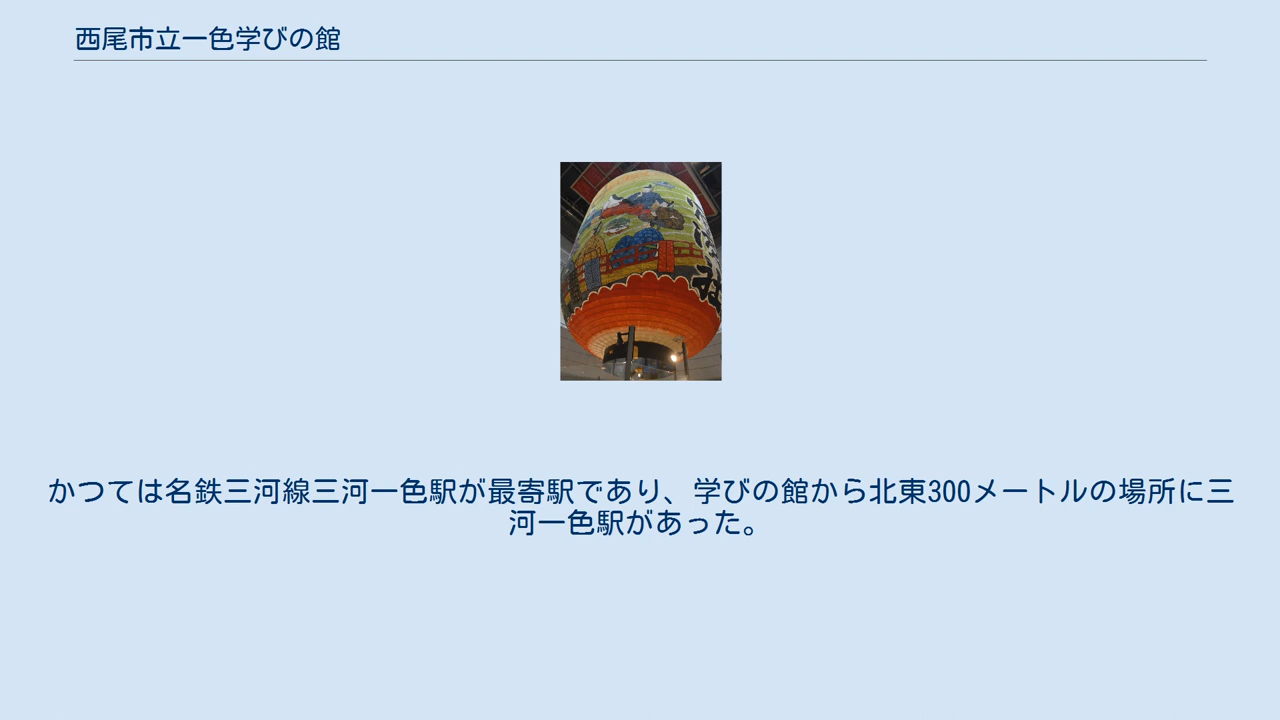 西尾市立一色学びの館
かつては名鉄三河線三河一色駅が最寄駅であり、学びの館から北東300メートルの場所に三
河一色駅があった。